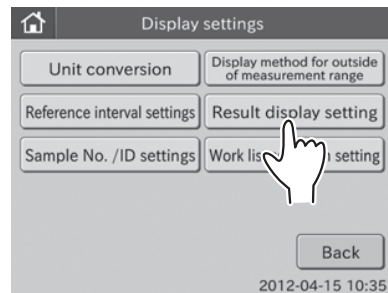 Display settings
Unit conversion
Display method for outside
of measurement range
Reference interval settings
Result display setting
Sample No. /ID settings
Work lis
setting
Back
2012-04-15 10:35